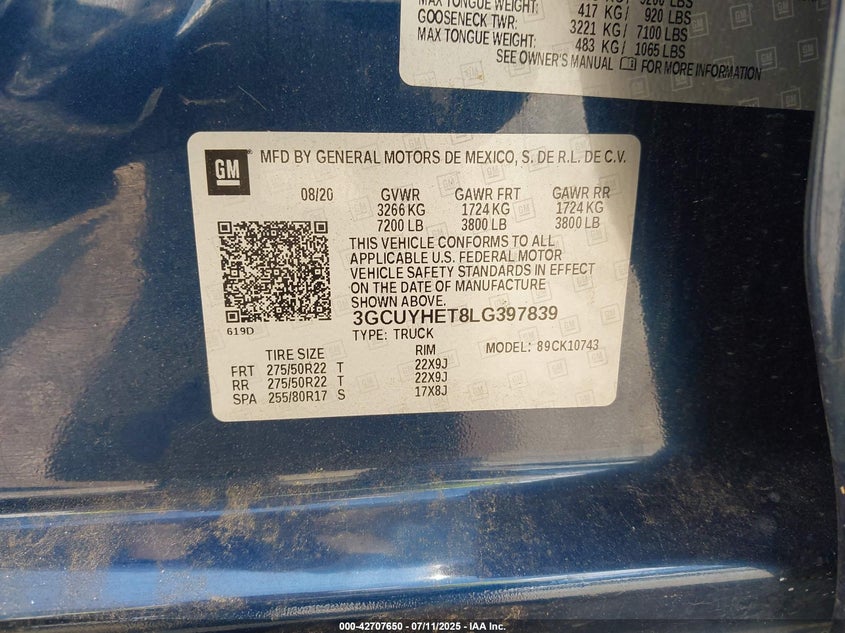 MAX TONGUE WEIGHT: 417 KG / 920 LBS
GOOSENECK TWR: 3221 KG / 7100 LBS
MAX TONGUE WEIGHT: 483 KG / 1065 LBS
SEE OWNER'S MANUAL FOR MORE INFORMATION
GM MFD BY GENERAL MOTORS DE MEXICO, S. DE R.L. DE C.V.
08/20 GVWR GAWR FRT GAWR RR
3266 KG 1724 KG 1724 KG
7200 LB 3800 LB 3800 LB
THIS VEHICLE CONFORMS TO ALL
APPLICABLE U.S. FEDERAL MOTOR
VEHICLE SAFETY STANDARDS IN EFFECT
ON THE DATE OF MANUFACTURE
SHOWN ABOVE.
619D
3GCUYHET8LG397839
TYPE: TRUCK
MODEL: 89CK10743
TIRE SIZE RIM
FRT 275/50R22 T 22X9J
RR 275/50R22 T 22X9J
SPA 255/80R17 S 17X8J
000-42707650 - 07/11/2025 - IAA Inc.